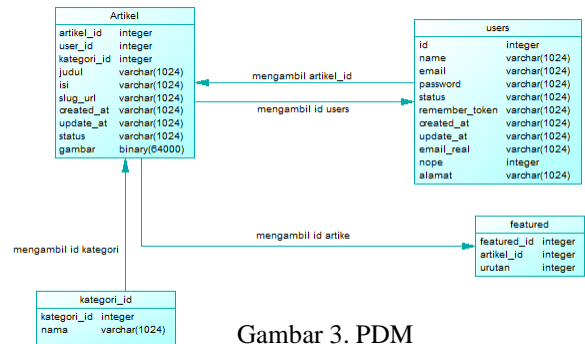 Artikel
artikel_id integer
user_id integer
kategori_id integer
judul varchar(1024)
isi varchar(1024)
slug_url varchar(1024)
created_at varchar(1024)
update_at varchar(1024)
status varchar(1024)
gambar binary(64000)
users
id integer
name varchar(1024)
email varchar(1024)
password varchar(1024)
status varchar(1024)
remember_token varchar(1024)
created_at varchar(1024)
update_at varchar(1024)
email_real varchar(1024)
nope integer
alamat varchar(1024)
mengambil artikel_id
mengambil id users
mengambil id artike
mengambil id kategori
featured
featured_id integer
artikel_id integer
urutan integer
kategori_id
kategori_id integer
nama varchar(1024)
Gambar 3. PDM